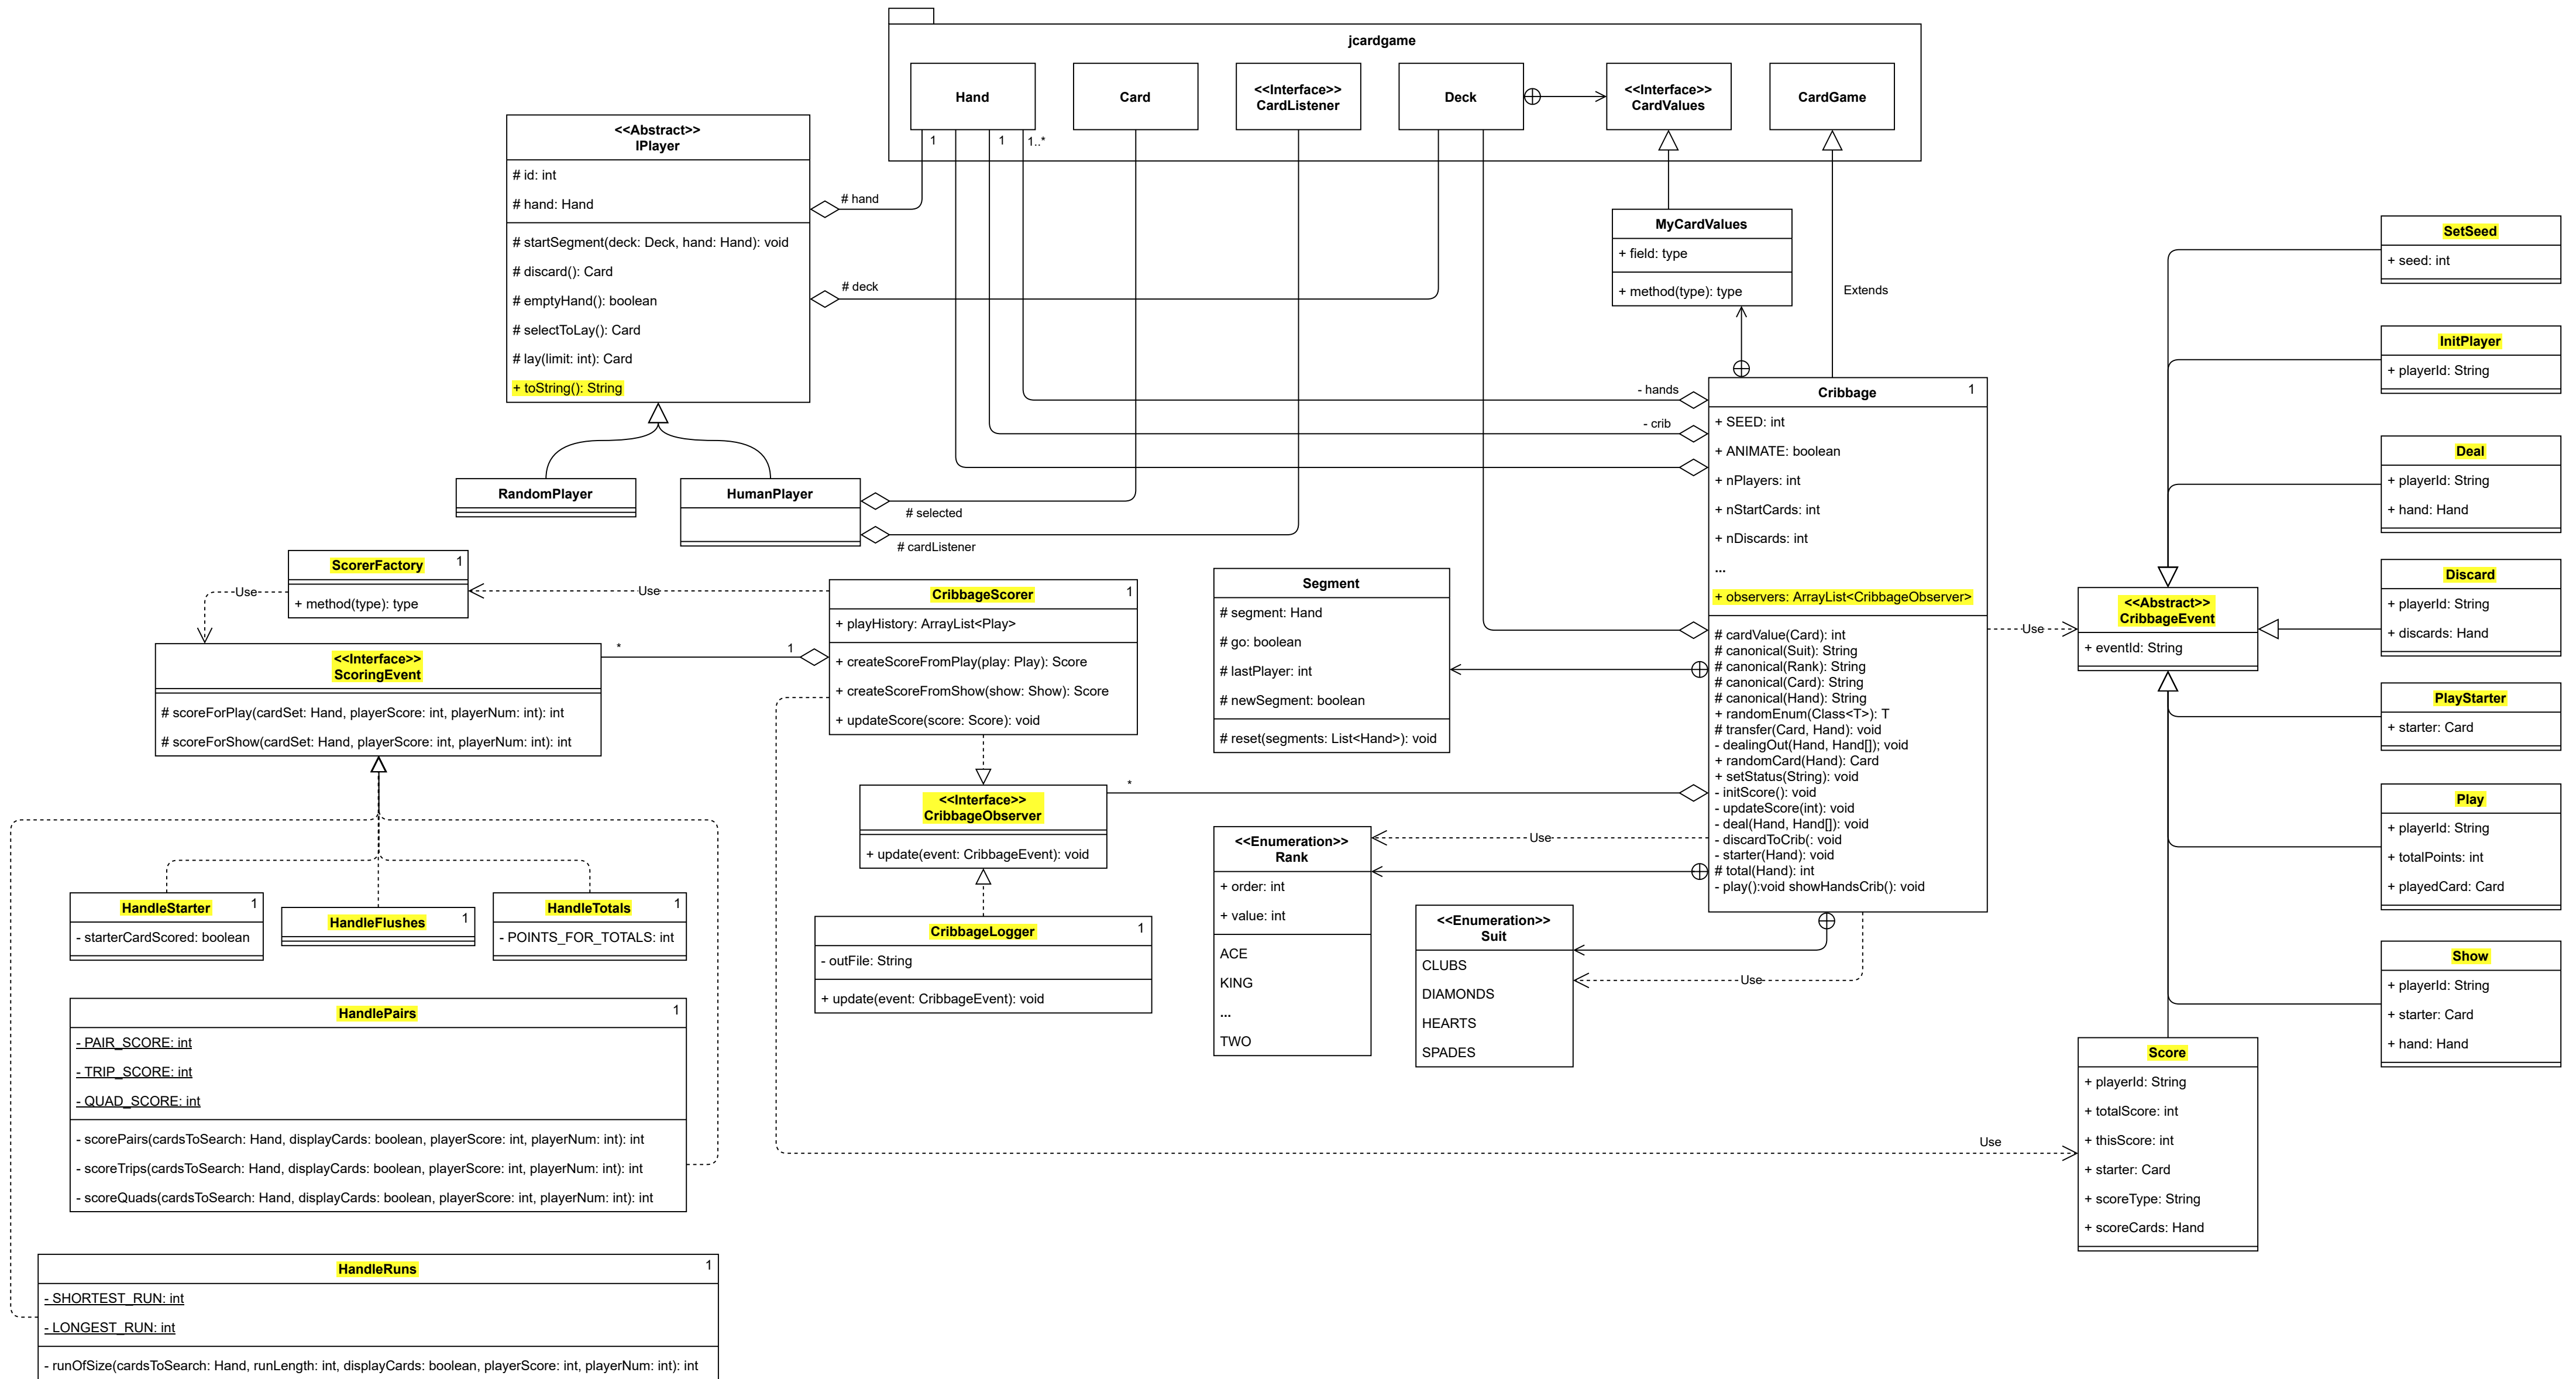 jcardgame
Hand
Card
<<Interface>>
CardListener
Deck
<<Interface>>
CardValues
CardGame
1
1
1..*
<<Abstract>>
IPlayer
# id: int
# hand: Hand
# startSegment(deck: Deck, hand: Hand): void
# discard(): Card
# emptyHand(): boolean
# selectToLay(): Card
# lay(limit: int): Card
+ toString(): String
# hand
# deck
MyCardValues
+ field: type
+ method(type): type
Extends
RandomPlayer
HumanPlayer
# selected
# cardListener
- hands
- crib
Cribbage
1
+ SEED: int
+ ANIMATE: boolean
+ nPlayers: int
+ nStartCards: int
+ nDiscards: int
...
+ observers: ArrayList<CribbageObserver>
# cardValue(Card): int
# canonical(Suit): String
# canonical(Rank): String
# canonical(Card): String
# canonical(Hand): String
+ randomEnum(Class<T>): T
# transfer(Card, Hand): void
- dealingOut(Hand, Hand[]); void
+ randomCard(Hand): Card
+ setStatus(String): void
- initScore(): void
- updateScore(int): void
- deal(Hand, Hand[]): void
- discardToCrib(: void
- starter(Hand): void
# total(Hand): int
- play():void showHandsCrib(): void
ScorerFactory
1
+ method(type): type
Use
Use
CribbageScorer
1
+ playHistory: ArrayList<Play>
+ createScoreFromPlay(play: Play): Score
+ createScoreFromShow(show: Show): Score
+ updateScore(score: Score): void
*
1
<<Interface>>
ScoringEvent
# scoreForPlay(cardSet: Hand, playerScore: int, playerNum: int): int
# scoreForShow(cardSet: Hand, playerScore: int, playerNum: int): int
Segment
# segment: Hand
# go: boolean
# lastPlayer: int
# newSegment: boolean
# reset(segments: List<Hand>): void
*
<<Interface>>
CribbageObserver
+ update(event: CribbageEvent): void
CribbageLogger
1
- outFile: String
+ update(event: CribbageEvent): void
<<Enumeration>>
Rank
+ order: int
+ value: int
ACE
KING
...
TWO
Use
<<Enumeration>>
Suit
CLUBS
DIAMONDS
HEARTS
SPADES
Use
HandleStarter
1
- starterCardScored: boolean
HandleFlushes
1
HandleTotals
1
- POINTS_FOR_TOTALS: int
HandlePairs
1
- PAIR_SCORE: int
- TRIP_SCORE: int
- QUAD_SCORE: int
- scorePairs(cardsToSearch: Hand, displayCards: boolean, playerScore: int, playerNum: int): int
- scoreTrips(cardsToSearch: Hand, displayCards: boolean, playerScore: int, playerNum: int): int
- scoreQuads(cardsToSearch: Hand, displayCards: boolean, playerScore: int, playerNum: int): int
HandleRuns
1
- SHORTEST_RUN: int
- LONGEST_RUN: int
- runOfSize(cardsToSearch: Hand, runLength: int, displayCards: boolean, playerScore: int, playerNum: int): int
Use
<<Abstract>>
CribbageEvent
+ eventId: String
SetSeed
+ seed: int
InitPlayer
+ playerId: String
Deal
+ playerId: String
+ hand: Hand
Discard
+ playerId: String
+ discards: Hand
PlayStarter
+ starter: Card
Play
+ playerId: String
+ totalPoints: int
+ playedCard: Card
Show
+ playerId: String
+ starter: Card
+ hand: Hand
Use
Score
+ playerId: String
+ totalScore: int
+ thisScore: int
+ starter: Card
+ scoreType: String
+ scoreCards: Hand